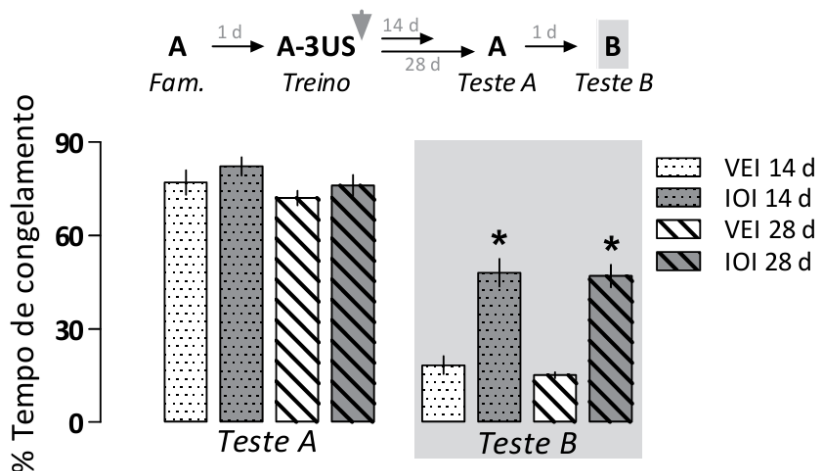 A 1 d A-3US 14 d 28 d A 1 d B
Fam. Treino Teste A Teste B
% Tempo de congelamento
90
60
30
0
* *
Teste A Teste B
VEI 14 d
IOI 14 d
VEI 28 d
IOI 28 d